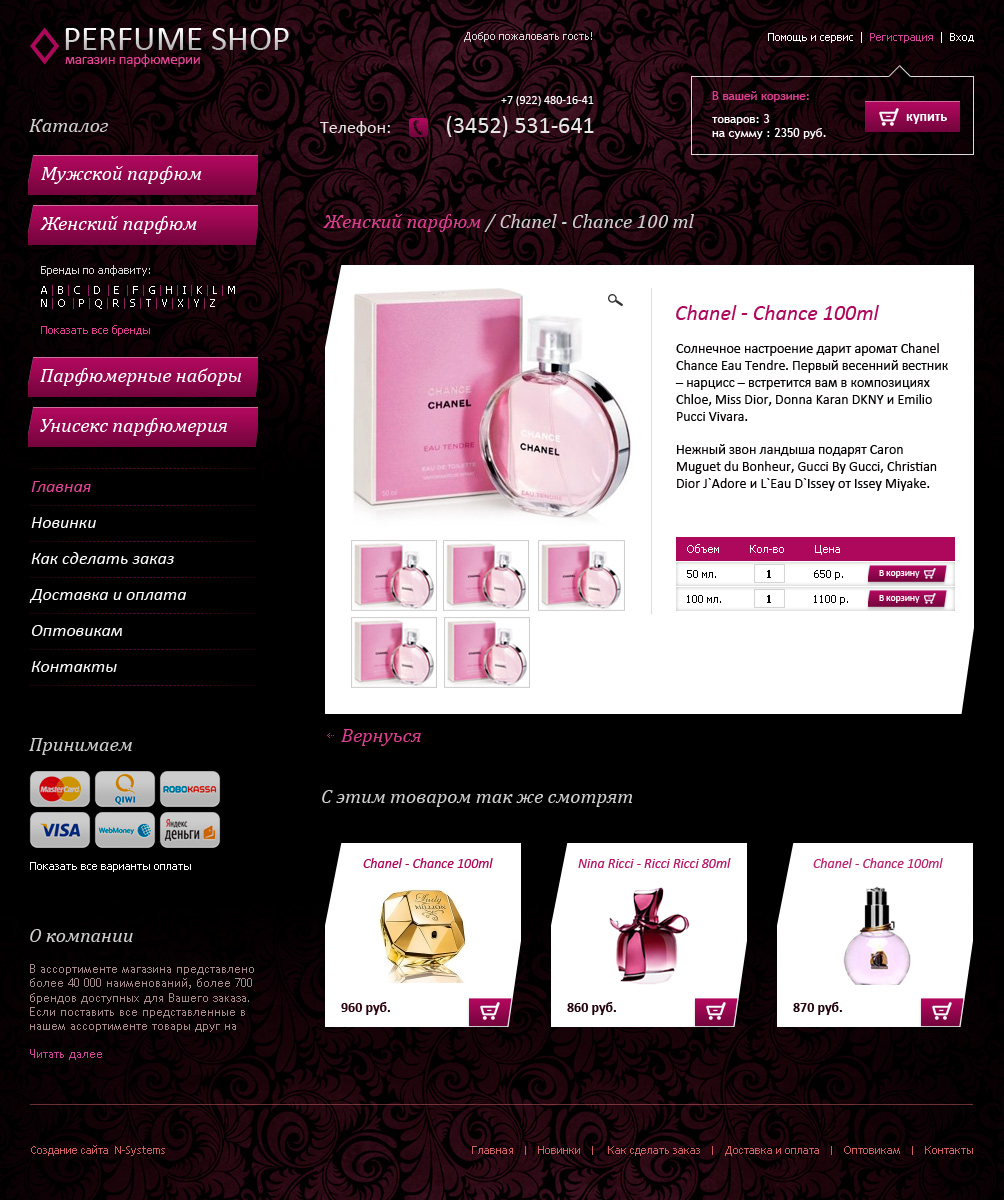 PERFUME SHOP
магазин парфюмерии
Добро пожаловать гость!
Помощь и сервис | Регистрация | Вход
+7 (922) 480-16-41
Телефон: (3452) 531-641
В вашей корзине:
товаров: 3
на сумму : 2350 руб.
купить
Каталог
Мужской парфюм
Женский парфюм
Бренды по алфавиту:
A | B | C | D | E | F | G | H | I | K | L | M
N | O | P | Q | R | S | T | V | X | Y | Z
Показать все бренды
Парфюмерные наборы
Унисекс парфюмерия
Главная
Новинки
Как сделать заказ
Доставка и оплата
Оптовикам
Контакты
Принимаем
MasterCard
QIWI
ROBOKASSA
VISA
WebMoney
Яндекс
деньги
Показать все варианты оплаты
О компании
В ассортименте магазина представлено
более 40 000 наименований, более 700
брендов доступных для Вашего заказа.
Если поставить все представленные в
нашем ассортименте товары друг на
Читать далее
Женский парфюм / Chanel - Chance 100 ml
CHANCE
CHANEL
EAU TENDRE
EAU DE TOILETTE
CHANCE
CHANEL
EAU TENDRE
Chanel - Chance 100ml
Солнечное настроение дарит аромат Chanel
Chance Eau Tendre. Первый весенний вестник
– нарцисс – встретится вам в композициях
Chloe, Miss Dior, Donna Karan DKNY и Emilio
Pucci Vivara.
Нежный звон ландыша подарят Caron
Muguet du Bonheur, Gucci By Gucci, Christian
Dior J`Adore и L`Eau D`Issey от Issey Miyake.
Объем Кол-во Цена
50 мл. 1 650 р. В корзину
100 мл. 1 1100 р. В корзину
← Вернуься
С этим товаром так же смотрят
Chanel - Chance 100ml
Lady
MILLION
960 руб.
Nina Ricci - Ricci Ricci 80ml
860 руб.
Chanel - Chance 100ml
870 руб.
Создание сайта N-Systems
Главная | Новинки | Как сделать заказ | Доставка и оплата | Оптовикам | Контакты